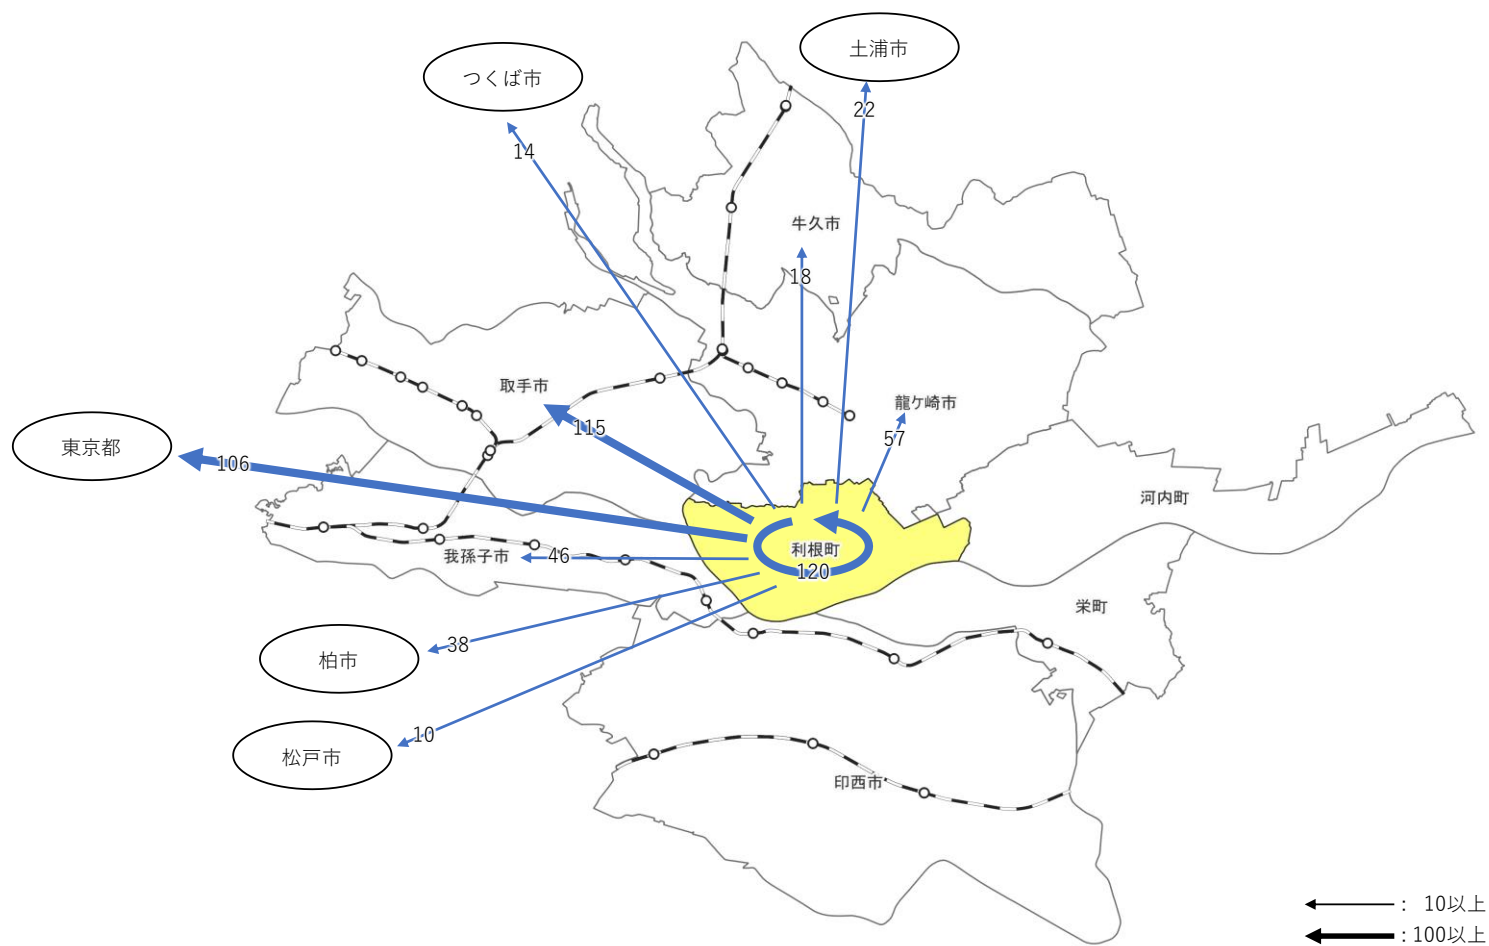 土浦市
つくば市
22
14
牛久市
18
取手市
龍ケ崎市
115
57
東京都
106
河内町
利根町
我孫子市
46
120
栄町
38
柏市
10
松戸市
印西市
: 10以上
: 100以上